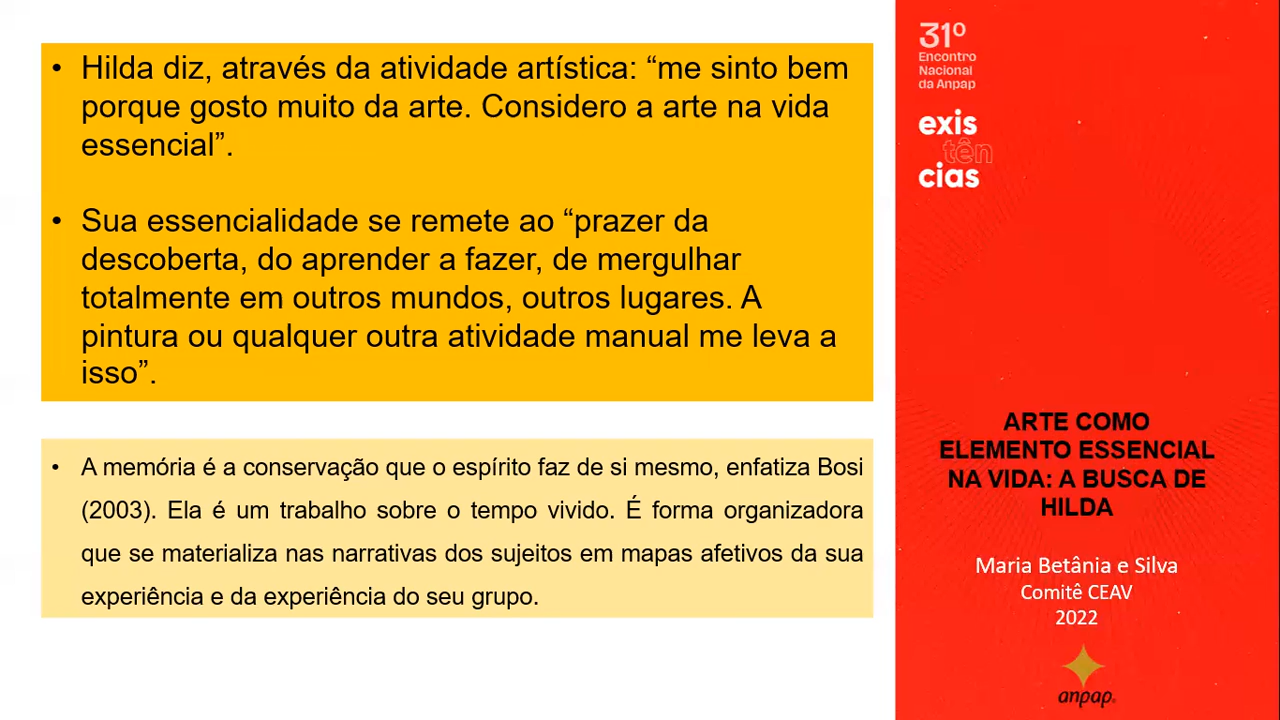 • Hilda diz, através da atividade artística: “me sinto bem
porque gosto muito da arte. Considero a arte na vida
essencial”.
• Sua essencialidade se remete ao “prazer da
descoberta, do aprender a fazer, de mergulhar
totalmente em outros mundos, outros lugares. A
pintura ou qualquer outra atividade manual me leva a
isso”.
• A memória é a conservação que o espírito faz de si mesmo, enfatiza Bosi
(2003). Ela é um trabalho sobre o tempo vivido. É forma organizadora
que se materializa nas narrativas dos sujeitos em mapas afetivos da sua
experiência e da experiência do seu grupo.
31º
Encontro
Nacional
da Anpap
exis
tên
cias
ARTE COMO
ELEMENTO ESSENCIAL
NA VIDA: A BUSCA DE
HILDA
Maria Betânia e Silva
Comitê CEAV
2022
anpap